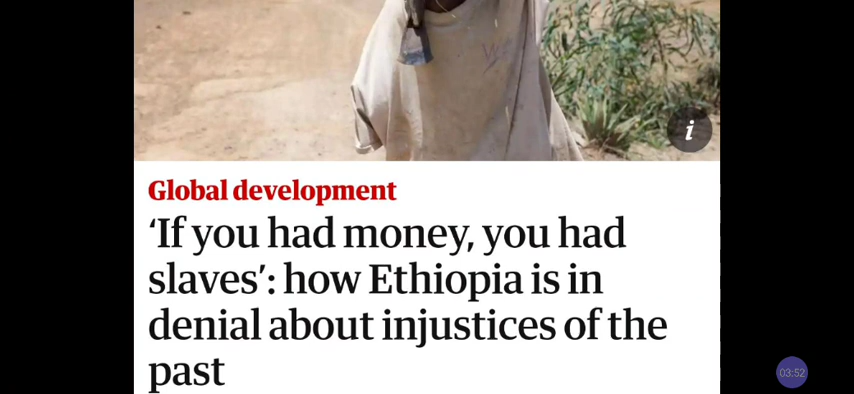 i
Global development
‘If you had money, you had
slaves’: how Ethiopia is in
denial about injustices of the
past
03:52